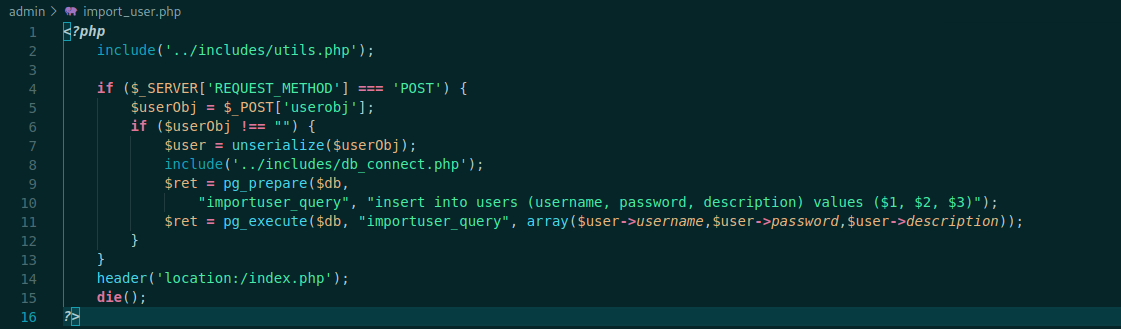 admin > import_user.php
1 <?php
2 include('../includes/utils.php');
3
4 if ($_SERVER['REQUEST_METHOD'] === 'POST') {
5 $userObj = $_POST['userobj'];
6 if ($userObj !== "") {
7 $user = unserialize($userObj);
8 include('../includes/db_connect.php');
9 $ret = pg_prepare($db,
10 "importuser_query", "insert into users (username, password, description) values ($1, $2, $3)");
11 $ret = pg_execute($db, "importuser_query", array($user->username,$user->password,$user->description));
12 }
13 }
14 header('location:/index.php');
15 die();
16 ?>